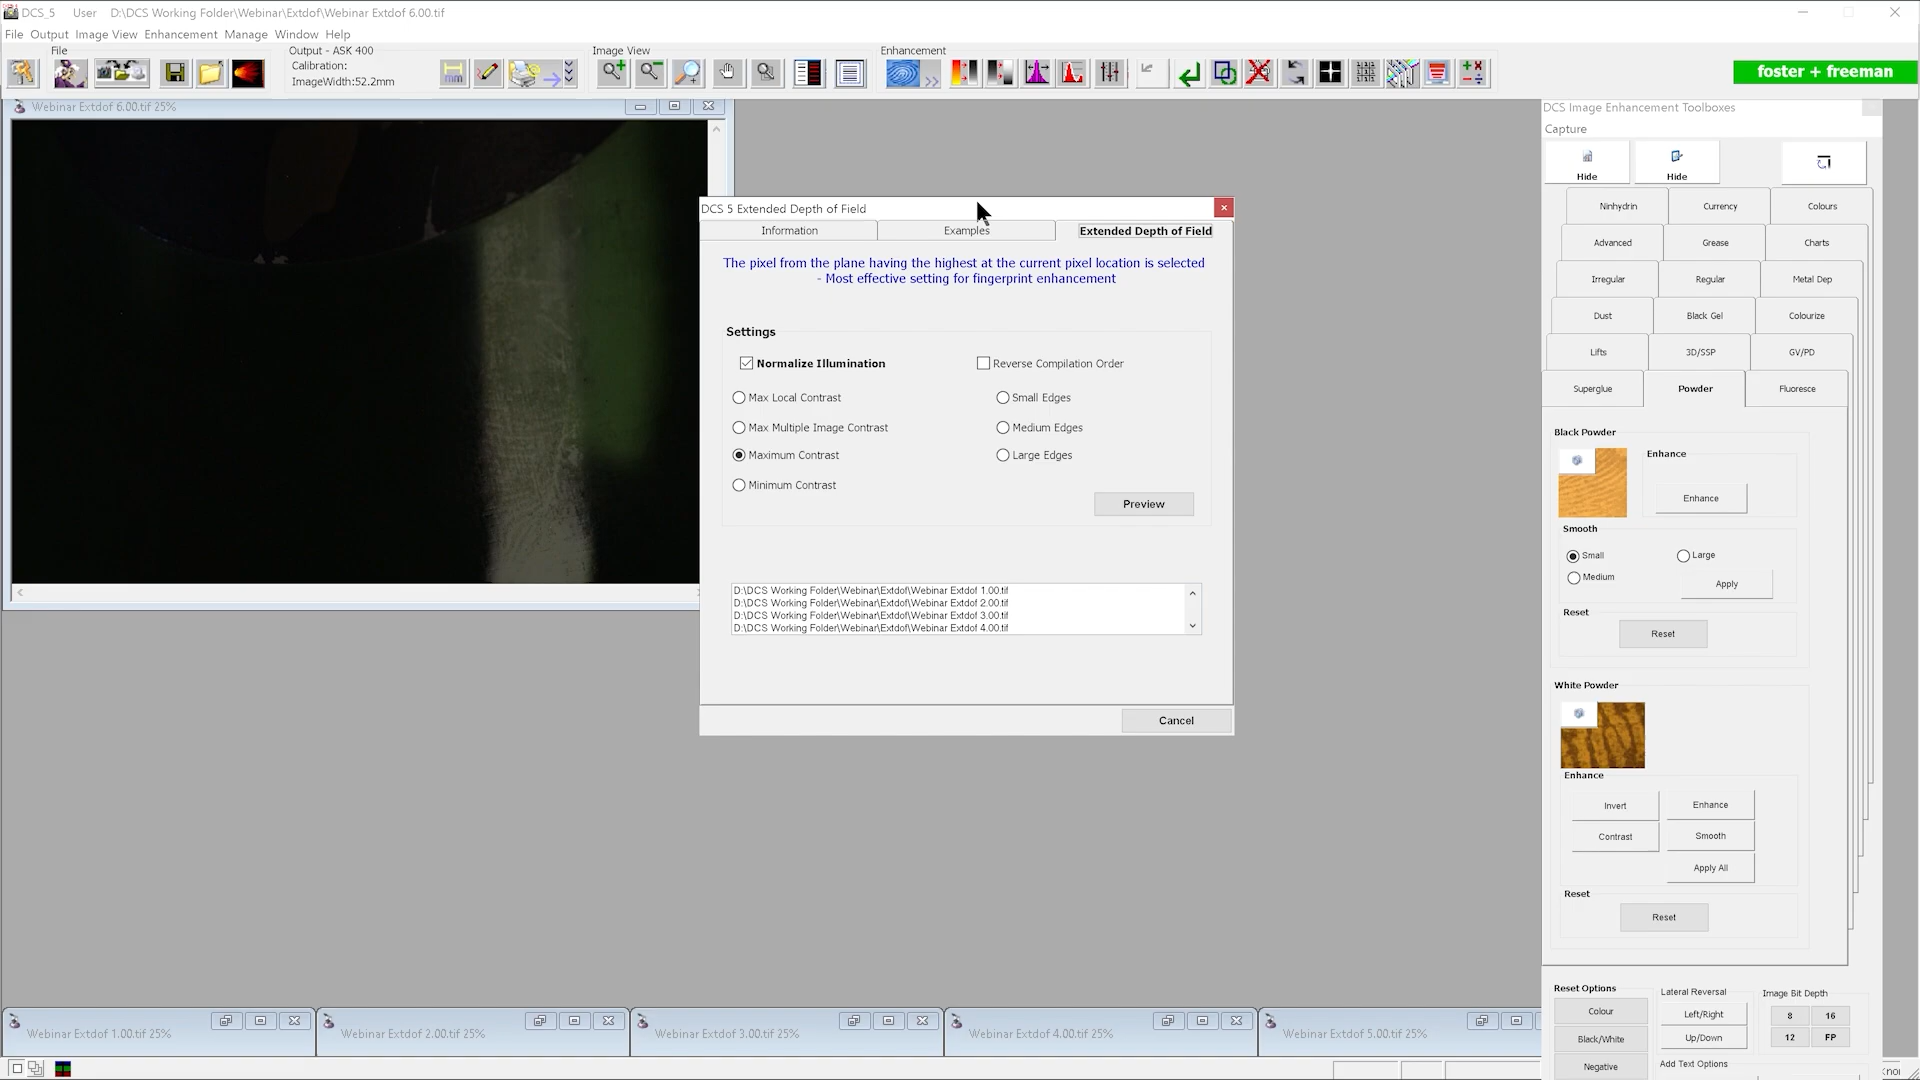 DCS_5 User D:\DCS Working Folder\Webinar\Extdof\Webinar Extdof 6.00.tif
File Output Image View Enhancement Manage Window Help
File
Output - ASK 400
Calibration:
ImageWidth:52.2mm
Image View
Enhancement
foster + freeman
Webinar Extdof 6.00.tif 25%
DCS 5 Extended Depth of Field
Information
Examples
Extended Depth of Field
The pixel from the plane having the highest at the current pixel location is selected
- Most effective setting for fingerprint enhancement
Settings
Normalize Illumination
Reverse Compilation Order
Max Local Contrast
Small Edges
Max Multiple Image Contrast
Medium Edges
Maximum Contrast
Large Edges
Minimum Contrast
Preview
D:\DCS Working Folder\Webinar\Extdof\Webinar Extdof 1.00.tif
D:\DCS Working Folder\Webinar\Extdof\Webinar Extdof 2.00.tif
D:\DCS Working Folder\Webinar\Extdof\Webinar Extdof 3.00.tif
D:\DCS Working Folder\Webinar\Extdof\Webinar Extdof 4.00.tif
Cancel
DCS Image Enhancement Toolboxes
Capture
Hide
Hide
Ninhydrin
Currency
Colours
Advanced
Grease
Charts
Irregular
Regular
Metal Dep
Dust
Black Gel
Colourize
Lifts
3D/SSP
GV/PD
Superglue
Powder
Fluoresce
Black Powder
Enhance
Enhance
Smooth
Small
Large
Medium
Apply
Reset
Reset
White Powder
Enhance
Invert
Enhance
Contrast
Smooth
Apply All
Reset
Reset
Reset Options
Colour
Black/White
Negative
Lateral Reversal
Left/Right
Up/Down
Add Text Options
Image Bit Depth
8
16
12
FP
Webinar Extdof 1.00.tif 25%
Webinar Extdof 2.00.tif 25%
Webinar Extdof 3.00.tif 25%
Webinar Extdof 4.00.tif 25%
Webinar Extdof 5.00.tif 25%